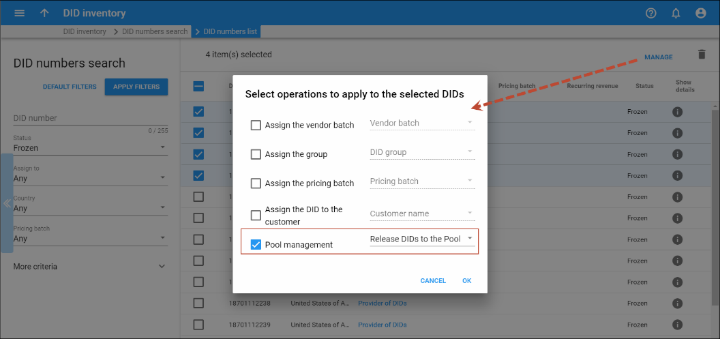 DID inventory
DID inventory > DID numbers search > DID numbers list
DID numbers search
DEFAULT FILTERS
APPLY FILTERS
DID number
0 / 255
Status
Frozen
Assign to
Any
Country
Any
Pricing batch
Any
More criteria
4 item(s) selected
MANAGE
Pricing batch Recurring revenue Status Show details
Frozen
Frozen
Frozen
Frozen
Select operations to apply to the selected DIDs
Assign the vendor batch Vendor batch
Assign the group DID group
Assign the pricing batch Pricing batch
Assign the DID to the
customer
Customer name
Pool management Release DIDs to the Pool
CANCEL OK
Frozen
Frozen
Frozen
Frozen
Frozen
18701112238 United States of A... Provider of DIDs Frozen
18701112239 United States of A... Provider of DIDs Frozen